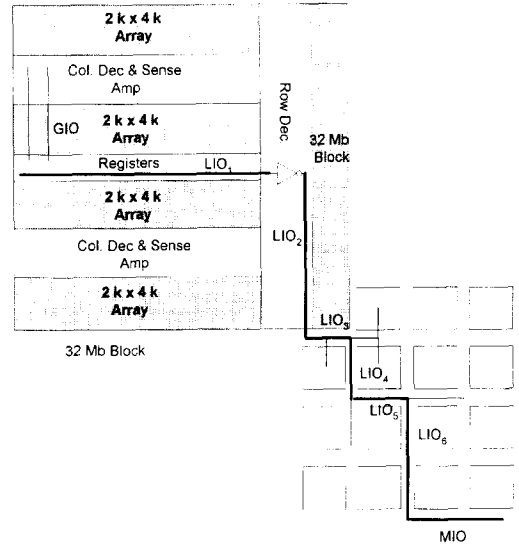 2 k x 4 k
Array
Col. Dec & Sense
Amp
GIO
2 k x 4 k
Array
Row Dec
32 Mb
Block
Registers
LIO₁
2 k x 4 k
Array
LIO₂
Col. Dec & Sense
Amp
2 k x 4 k
Array
LIO₃
32 Mb Block
LIO₄
LIO₅
LIO₆
MIO